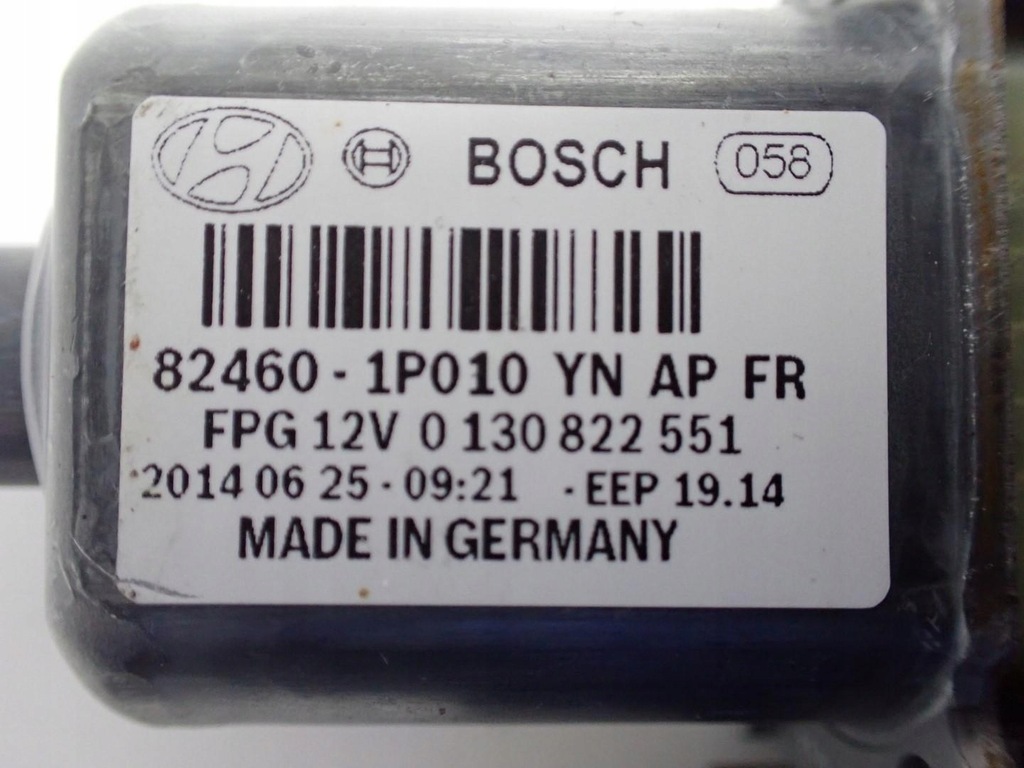 BOSCH 058
82460 - 1P010 YN AP FR
FPG 12V 0 130 822 551
2014 06 25 - 09:21 - EEP 19.14
MADE IN GERMANY